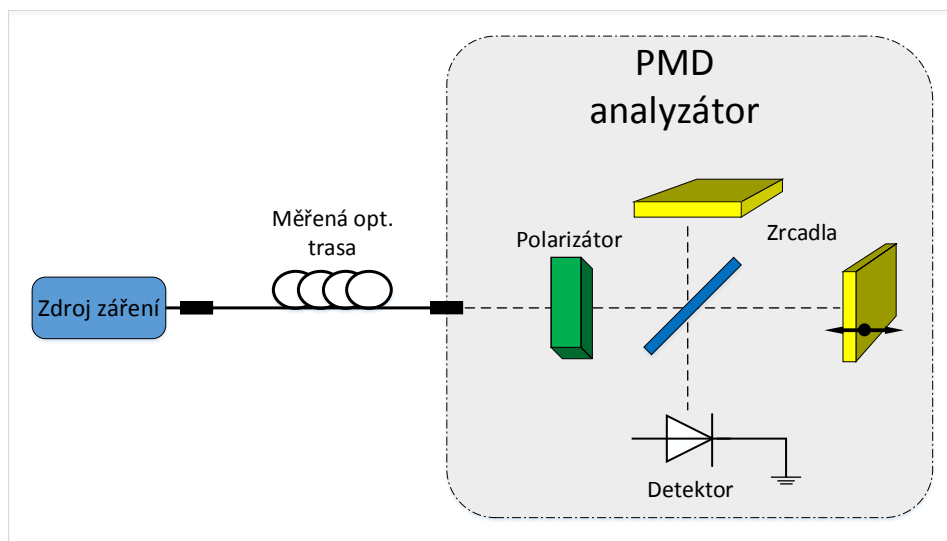 PMD
analyzátor
Měřená opt.
trasa
Polarizátor
Zrcadla
Zdroj záření
Detektor